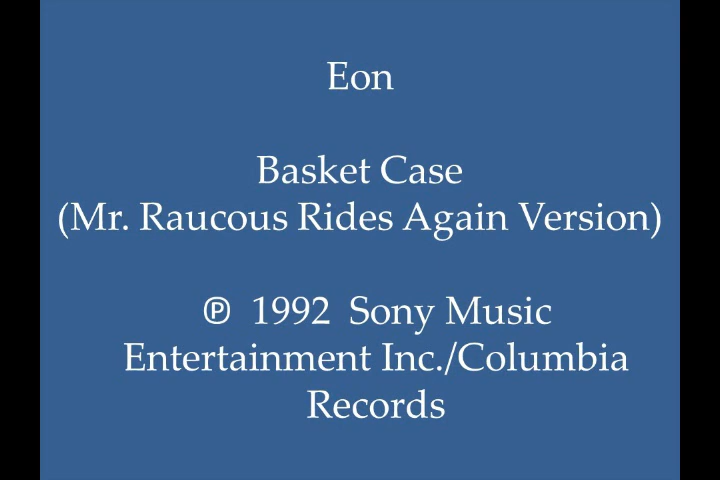 Eon
Basket Case
(Mr. Raucous Rides Again Version)
℗ 1992 Sony Music
Entertainment Inc./Columbia
Records